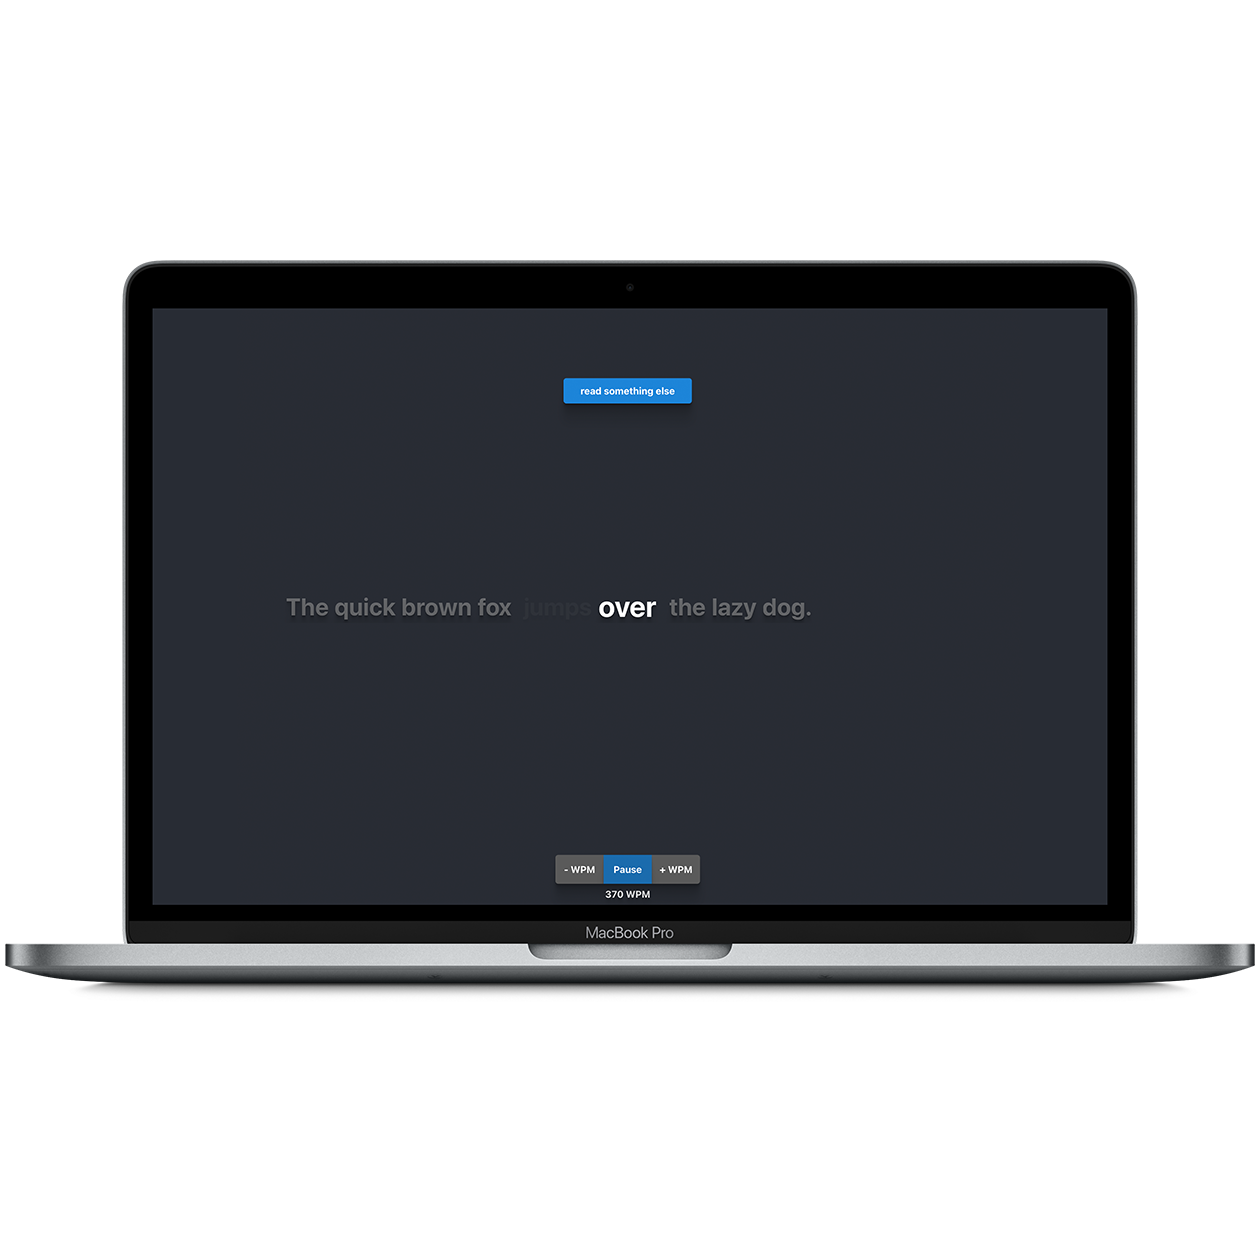 read something else
The quick brown fox jumps over the lazy dog.
- WPM Pause + WPM
370 WPM
MacBook Pro